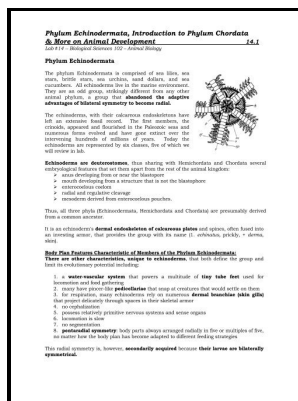 Phylum Echinodermata, Introduction to Phylum Chordata
& More on Animal Development 14.1
Lab #14 – Biological Sciences 102 – Animal Biology
Phylum Echinodermata
The phylum Echinodermata is comprised of sea lilies, sea
stars, brittle stars, sea urchins, sand dollars, and sea
cucumbers. All echinoderms live in the marine environment.
They are an odd group, strikingly different from any other
animal phylum, a group that abandoned the adaptive
advantages of bilateral symmetry to become radial.
The echinoderms, with their calcareous endoskeletons have
left an extensive fossil record. The first members, the
crinoids, appeared and flourished in the Paleozoic seas and
numerous forms evolved and have gone extinct over the
intervening hundreds of millions of years. Today the
echinoderms are represented by six classes, five of which we
will review in lab.
Echinoderms are deuterostomes, thus sharing with Hemichordata and Chordata several
embryological features that set them apart from the rest of the animal kingdom:
➢ anus developing from or near the blastopore
➢ mouth developing from a structure that is not the blastopore
➢ enterocoelous coelom
➢ radial and regulative cleavage
➢ mesoderm derived from enterocoelous pouches.
Thus, all three phyla (Echinodermata, Hemichordata and Chordata) are presumably derived
from a common ancestor.
It is an echinoderm's dermal endoskeleton of calcareous plates and spines, often fused into
an investing armor, that provides the group with its name (L. echinatus, prickly, + derma,
skin).
Body Plan Features Characteristic of Members of the Phylum Echinodermata:
There are other characteristics, unique to echinoderms, that both define the group and
limit its evolutionary potential including:
1. a water-vascular system that powers a multitude of tiny tube feet used for
locomotion and food gathering
2. many have pincer-like pedicellariae that snap at creatures that would settle on them
3. for respiration, many echinoderms rely on numerous dermal branchiae (skin gills)
that project delicately through spaces in their skeletal armor
4. no cephalization
5. possess relatively primitive nervous systems and sense organs
6. locomotion is slow
7. no segmentation
8. pentaradial symmetry: body parts always arranged radially in five or multiples of five,
no matter how the body plan has become adapted to different feeding strategies.
This radial symmetry is, however, secondarily acquired because their larvae are bilaterally
symmetrical.